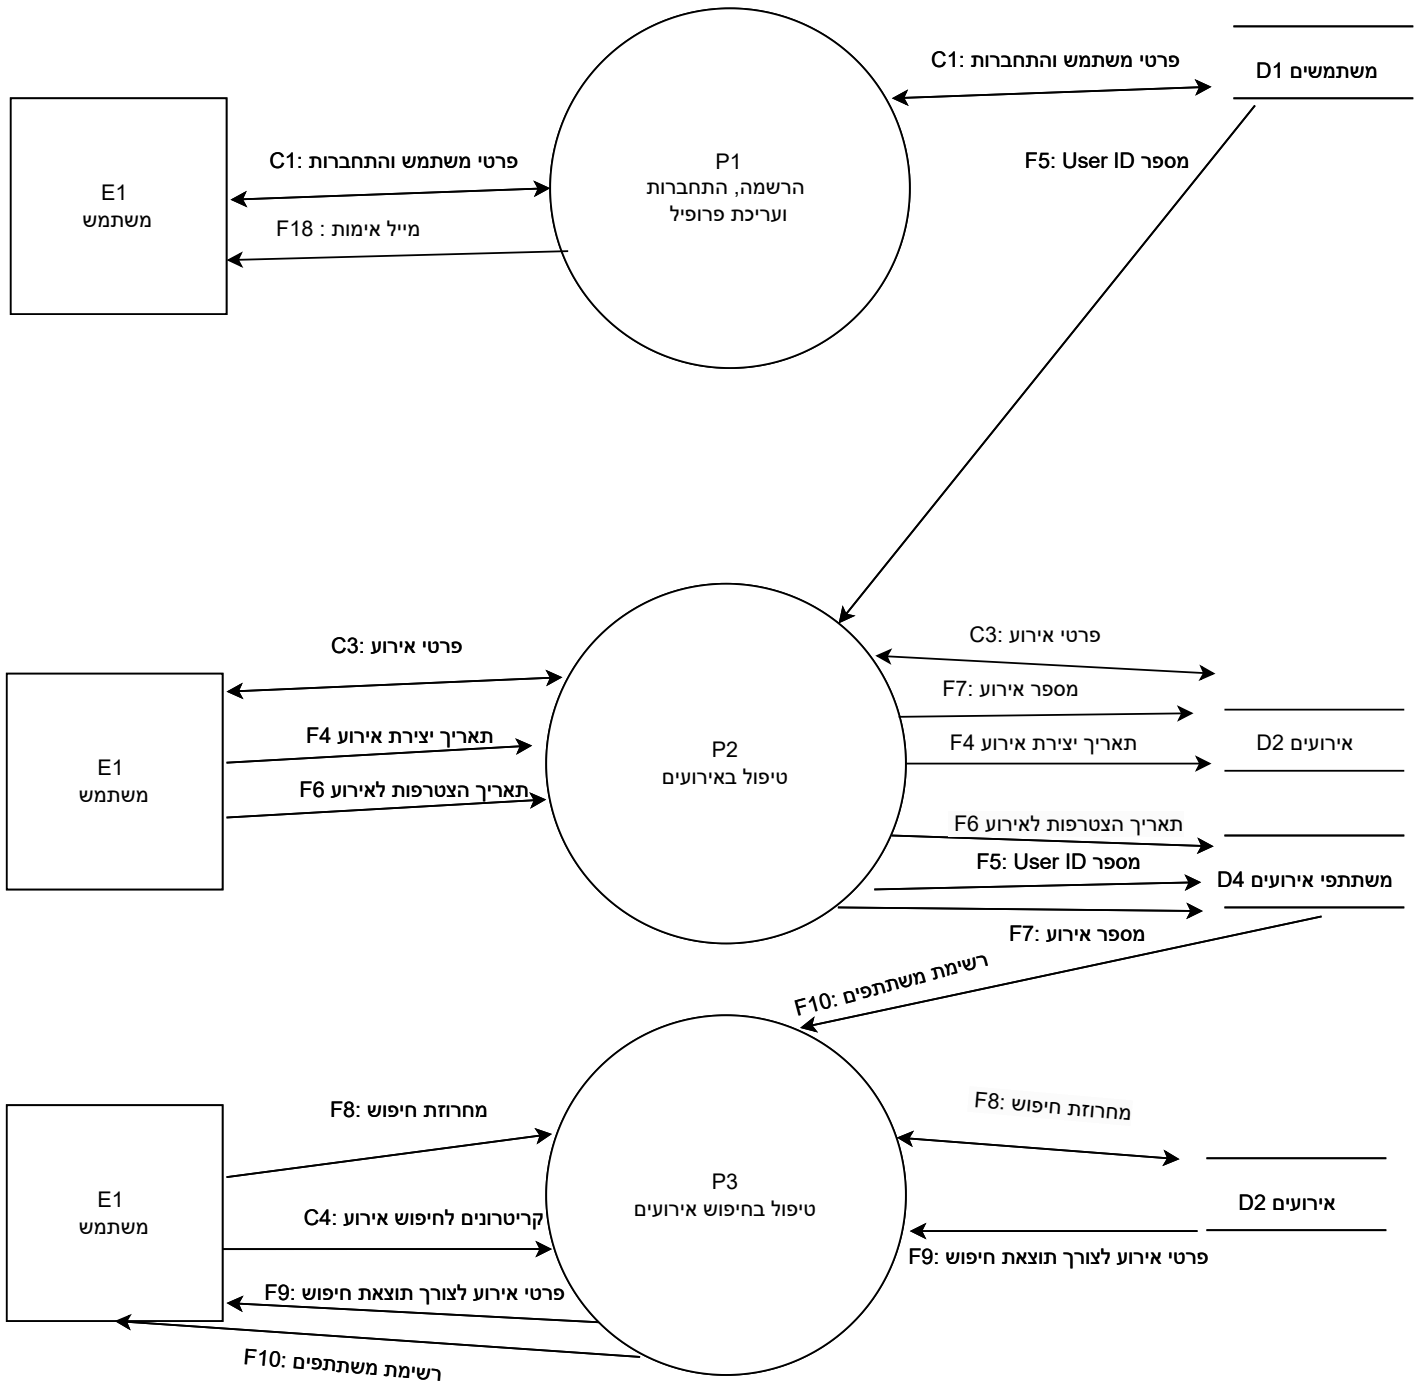 C1: פרטי משתמש והתחברות
משתמשים D1
C1: פרטי משתמש והתחברות
P1
הרשמה, התחברות
ועריכת פרופיל
F5: User ID מספר
E1
משתמש
F18 : מייל אימות
C3: פרטי אירוע
C3: פרטי אירוע
F7: מספר אירוע
F4 תאריך יצירת אירוע
P2
טיפול באירועים
F4 תאריך יצירת אירוע
אירועים D2
E1
משתמש
F6 תאריך הצטרפות לאירוע
F6 תאריך הצטרפות לאירוע
F5: User ID מספר
משתתפי אירועים D4
F7: מספר אירוע
F10: רשימת משתתפים
F8: מחרוזת חיפוש
F8: מחרוזת חיפוש
E1
משתמש
P3
טיפול בחיפוש אירועים
אירועים D2
C4: קריטרונים לחיפוש אירוע
F9: פרטי אירוע לצורך תוצאת חיפוש
F9: פרטי אירוע לצורך תוצאת חיפוש
F10: רשימת משתתפים